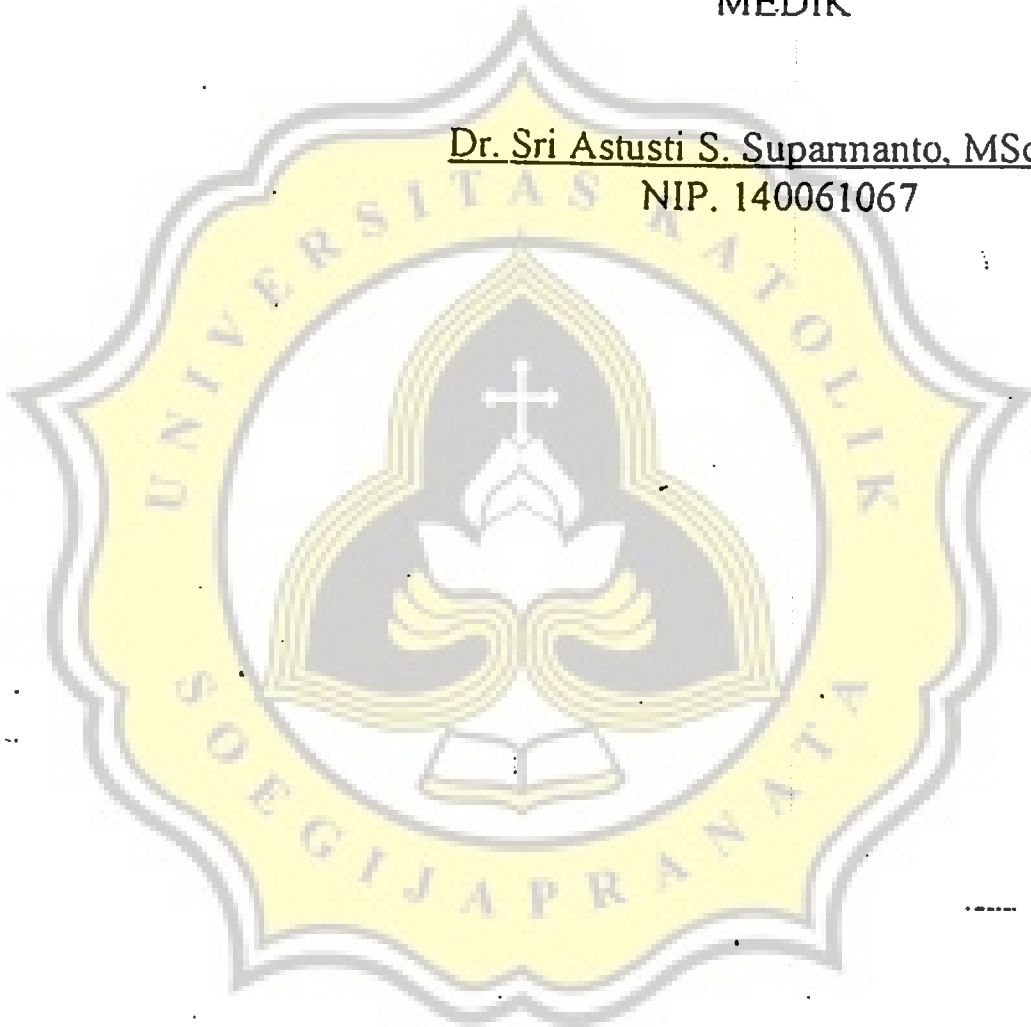 MEDIK
Dr. Sri Astusti S. Suparmanto, MSc
NIP. 140061067
UNIVERSITAS KATOLIK
SOEGIJAPRANATA